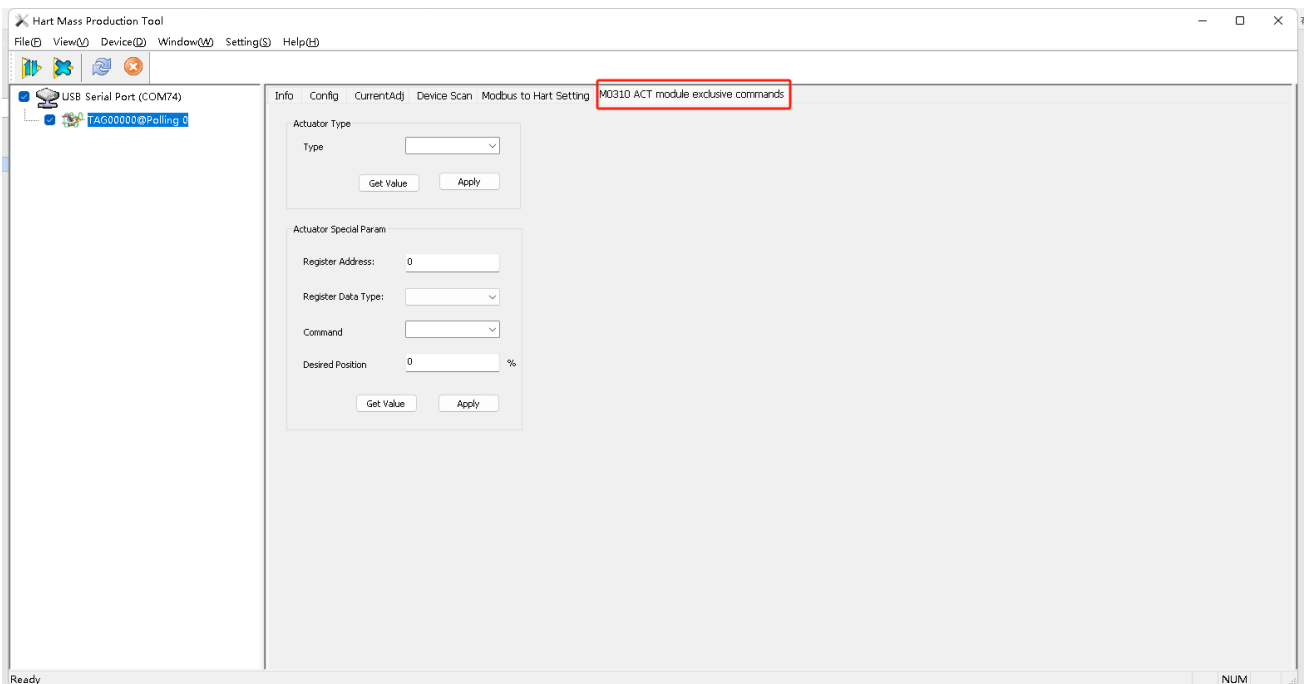 Hart Mass Production Tool
File(F) View(V) Device(D) Window(W) Setting(S) Help(H)
USB Serial Port (COM74)
TAG00000@Polling 0
Info Config CurrentAdj Device Scan Modbus to Hart Setting M0310 ACT module exclusive commands
Actuator Type
Type
Get Value Apply
Actuator Special Param
Register Address: 0
Register Data Type:
Command
Desired Position 0 %
Get Value Apply
Ready NUM